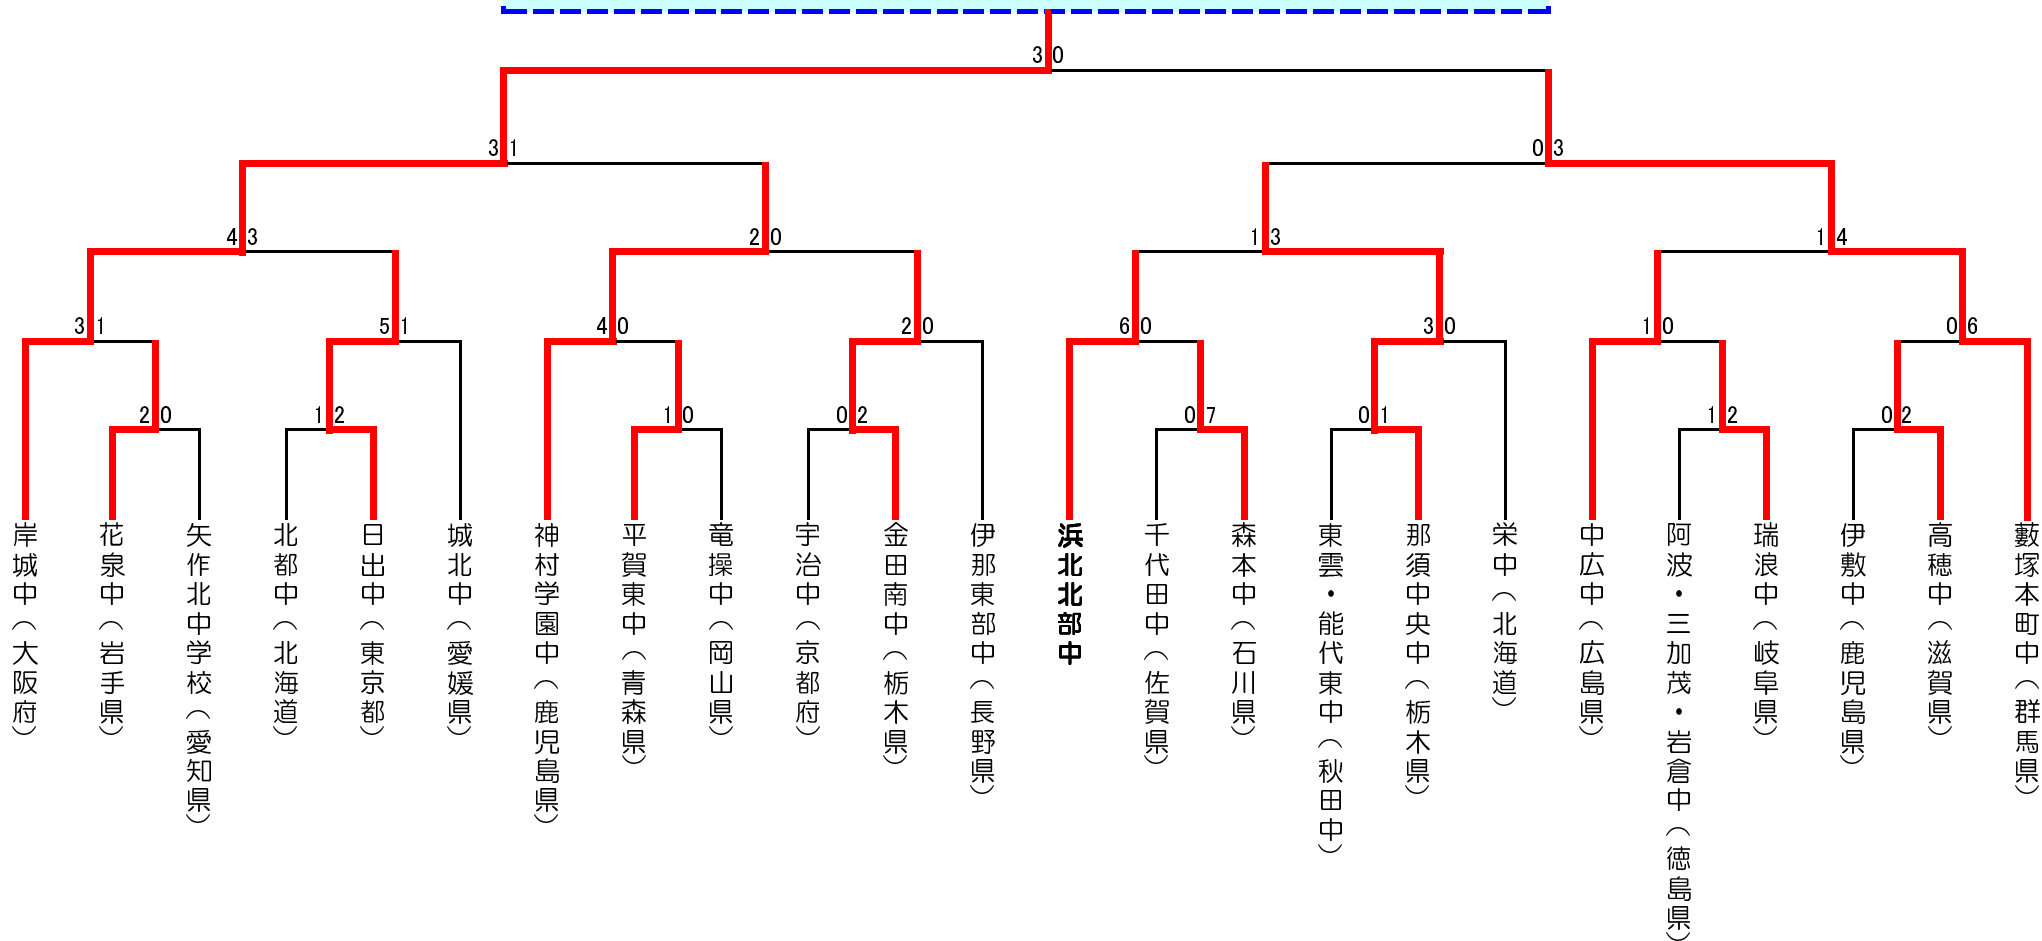 3 0
3 1
0 3
4 3
2 0
1 3
1 4
3 1
5 1
4 0
2 0
6 0
3 0
1 0
0 6
2 0
1 2
1 0
0 2
0 7
0 1
1 2
0 2
岸城中（大阪府）
花泉中（岩手県）
矢作北中学校（愛知県）
北都中（北海道）
日出中（東京都）
城北中（愛媛県）
神村学園中（鹿児島県）
平賀東中（青森県）
竜操中（岡山県）
宇治中（京都府）
金田南中（栃木県）
伊那東部中（長野県）
浜北北部中
千代田中（佐賀県）
森本中（石川県）
東雲・能代東中（秋田中）
那須中央中（栃木県）
栄中（北海道）
中広中（広島県）
阿波・三加茂・岩倉中（徳島県）
瑞浪中（岐阜県）
伊敷中（鹿児島県）
高穂中（滋賀県）
藪塚本町中（群馬県）